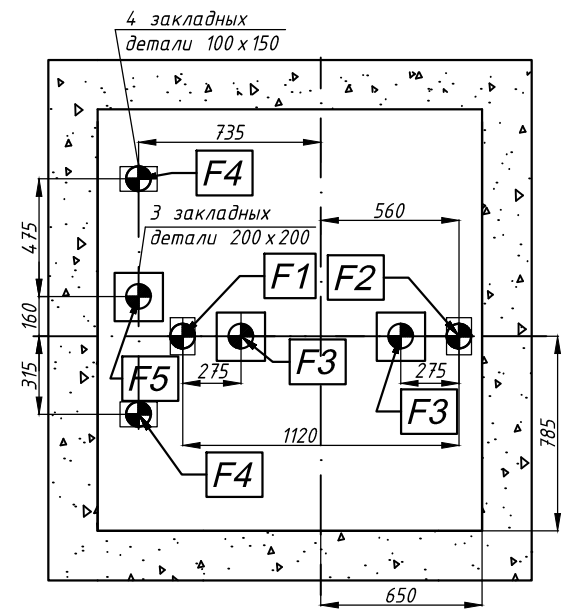 4 закладных
детали 100 x 150
735
F4
560
3 закладных
детали 200 x 200
475
F1
F2
160
F3
F5
275
275
315
F3
1120
785
F4
650